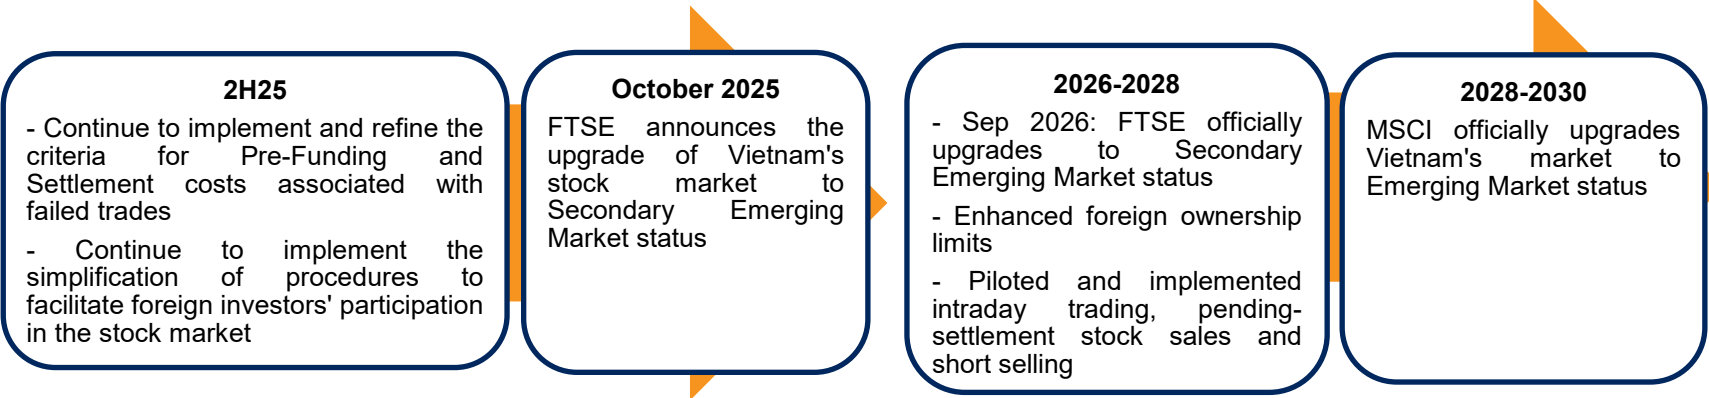 2H25
- Continue to implement and refine the
criteria for Pre-Funding and
Settlement costs associated with
failed trades
- Continue to implement the
simplification of procedures to
facilitate foreign investors' participation
in the stock market
October 2025
FTSE announces the
upgrade of Vietnam's
stock market to
Secondary Emerging
Market status
2026-2028
- Sep 2026: FTSE officially
upgrades to Secondary
Emerging Market status
- Enhanced foreign ownership
limits
- Piloted and implemented
intraday trading, pending-
settlement stock sales and
short selling
2028-2030
MSCI officially upgrades
Vietnam's market to
Emerging Market status